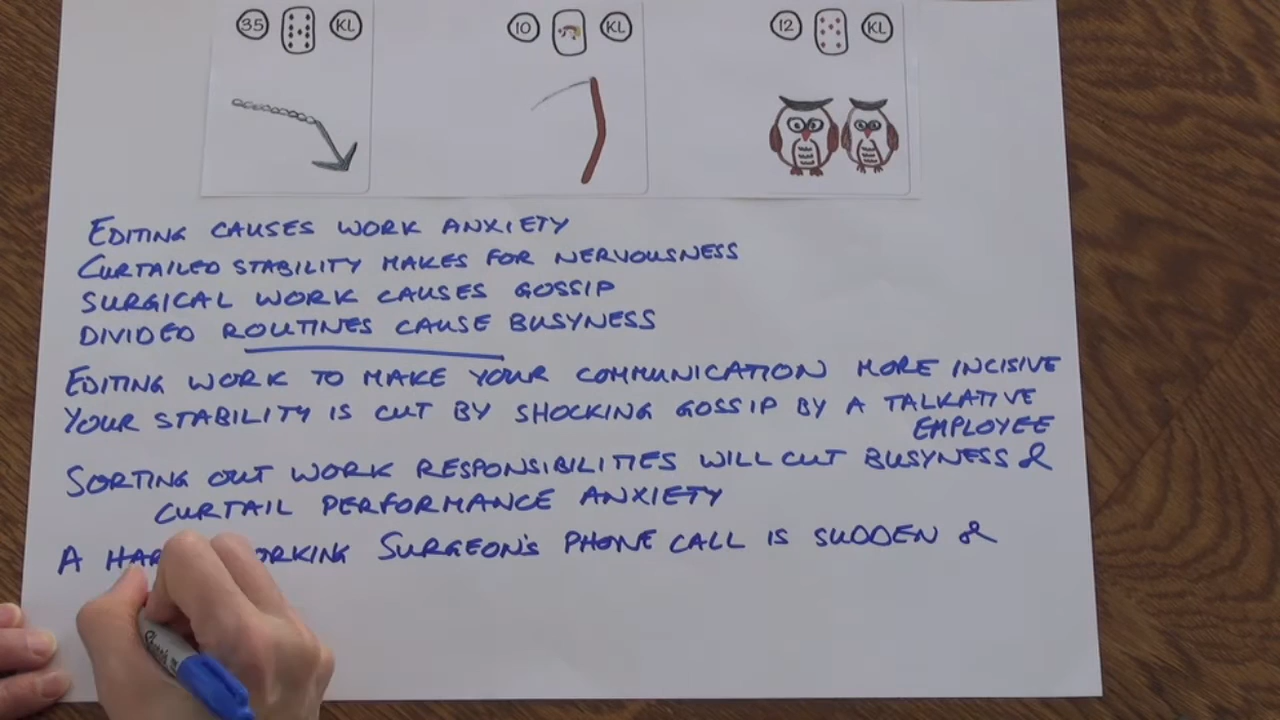 35 KL 10 KL 12 KL
EDITING CAUSES WORK ANXIETY
CURTAILED STABILITY MAKES FOR NERVOUSNESS
SURGICAL WORK CAUSES GOSSIP
DIVIDED ROUTINES CAUSE BUSYNESS
EDITING WORK TO MAKE YOUR COMMUNICATION MORE INCISIVE
YOUR STABILITY IS CUT BY SHOCKING GOSSIP BY A TALKATIVE
EMPLOYEE
SORTING OUT WORK RESPONSIBILITIES WILL CUT BUSYNESS &
CURTAIL PERFORMANCE ANXIETY
A SURGEON'S PHONE CALL IS SUDDEN &